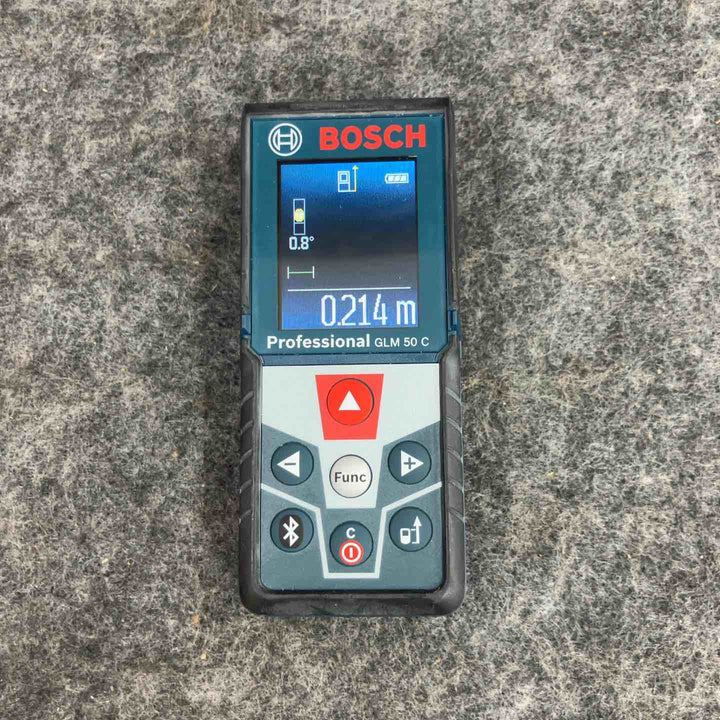 BOSCH
0.8°
0.214 m
Professional GLM 50 C
Func
C